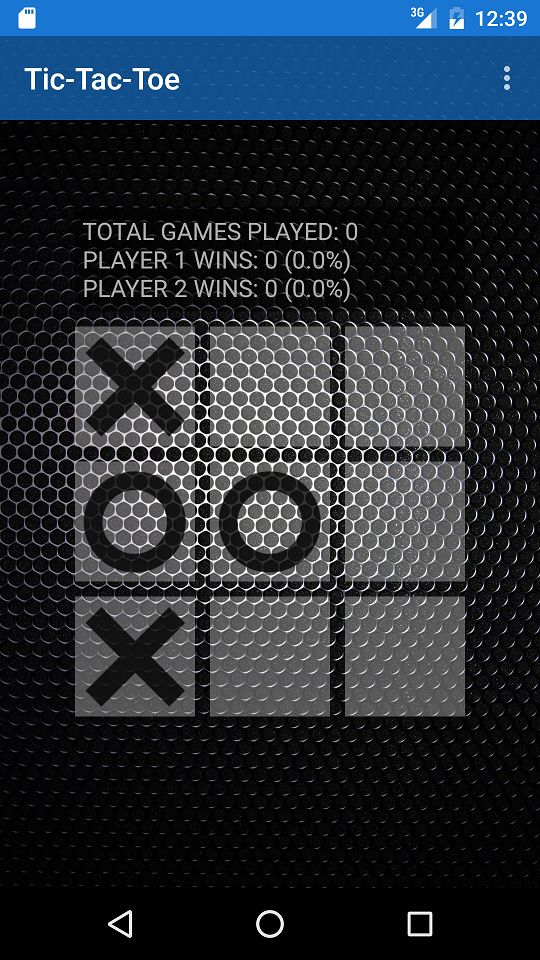 3G 12:39
Tic-Tac-Toe
TOTAL GAMES PLAYED: 0
PLAYER 1 WINS: 0 (0.0%)
PLAYER 2 WINS: 0 (0.0%)
X
O O
X